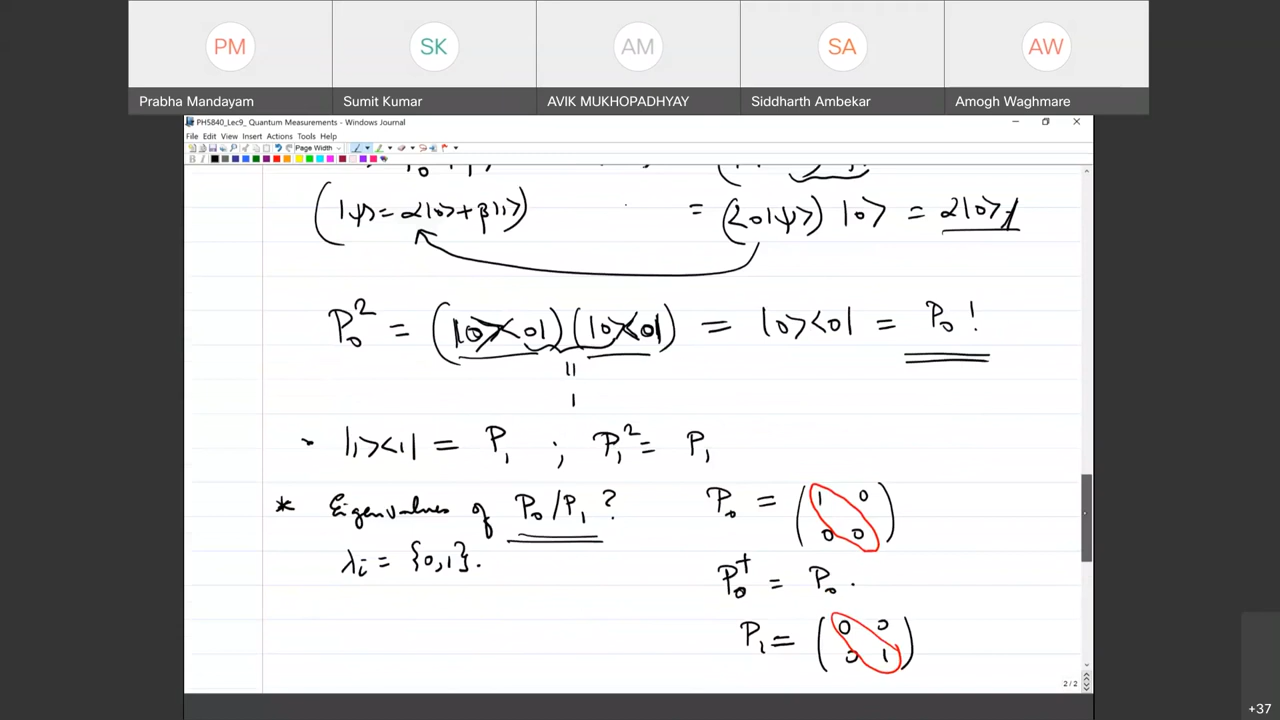 PM SK AM SA AW
Prabha Mandayam Sumit Kumar AVIK MUKHOPADHYAY Siddharth Ambekar Amogh Waghmare
PH5840_Lec9_ Quantum Measurements - Windows Journal
File Edit View Insert Actions Tools Help
Page Width
B I
(|ψ> = α|0> + β|1>) = (<0|ψ>) |0> = α|0>
P₀² = (|0><0|)(|0><0|) = |0><0| = P₀ !
||
1
|1><1| = P₁ ; P₁² = P₁
* Eigenvalues of P₀/P₁ ? P₀ = (1 0
0 0)
λi = {0,1}.
P₀† = P₀ .
P₁ = (0 0
0 1)
2 / 2
+37